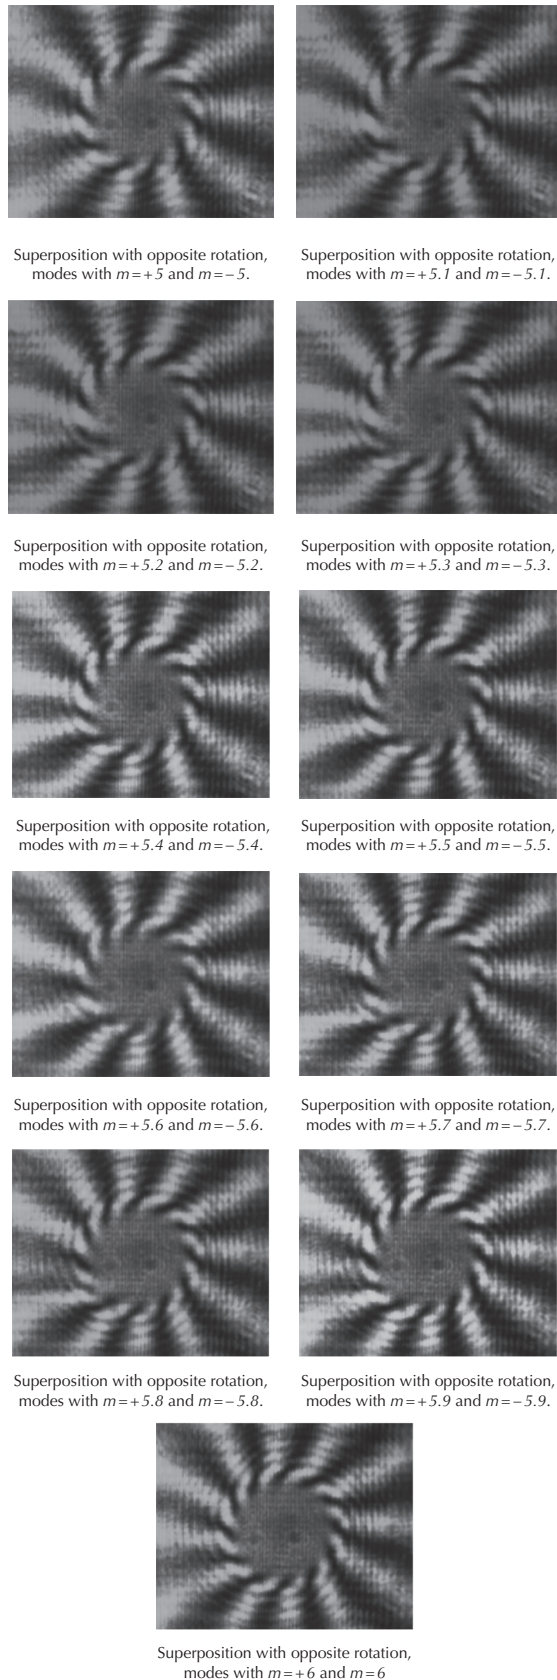 Superposition with opposite rotation,
modes with m=+5 and m=−5.
Superposition with opposite rotation,
modes with m=+5.1 and m=−5.1.
Superposition with opposite rotation,
modes with m=+5.2 and m=−5.2.
Superposition with opposite rotation,
modes with m=+5.3 and m=−5.3.
Superposition with opposite rotation,
modes with m=+5.4 and m=−5.4.
Superposition with opposite rotation,
modes with m=+5.5 and m=−5.5.
Superposition with opposite rotation,
modes with m=+5.6 and m=−5.6.
Superposition with opposite rotation,
modes with m=+5.7 and m=−5.7.
Superposition with opposite rotation,
modes with m=+5.8 and m=−5.8.
Superposition with opposite rotation,
modes with m=+5.9 and m=−5.9.
Superposition with opposite rotation,
modes with m=+6 and m=6